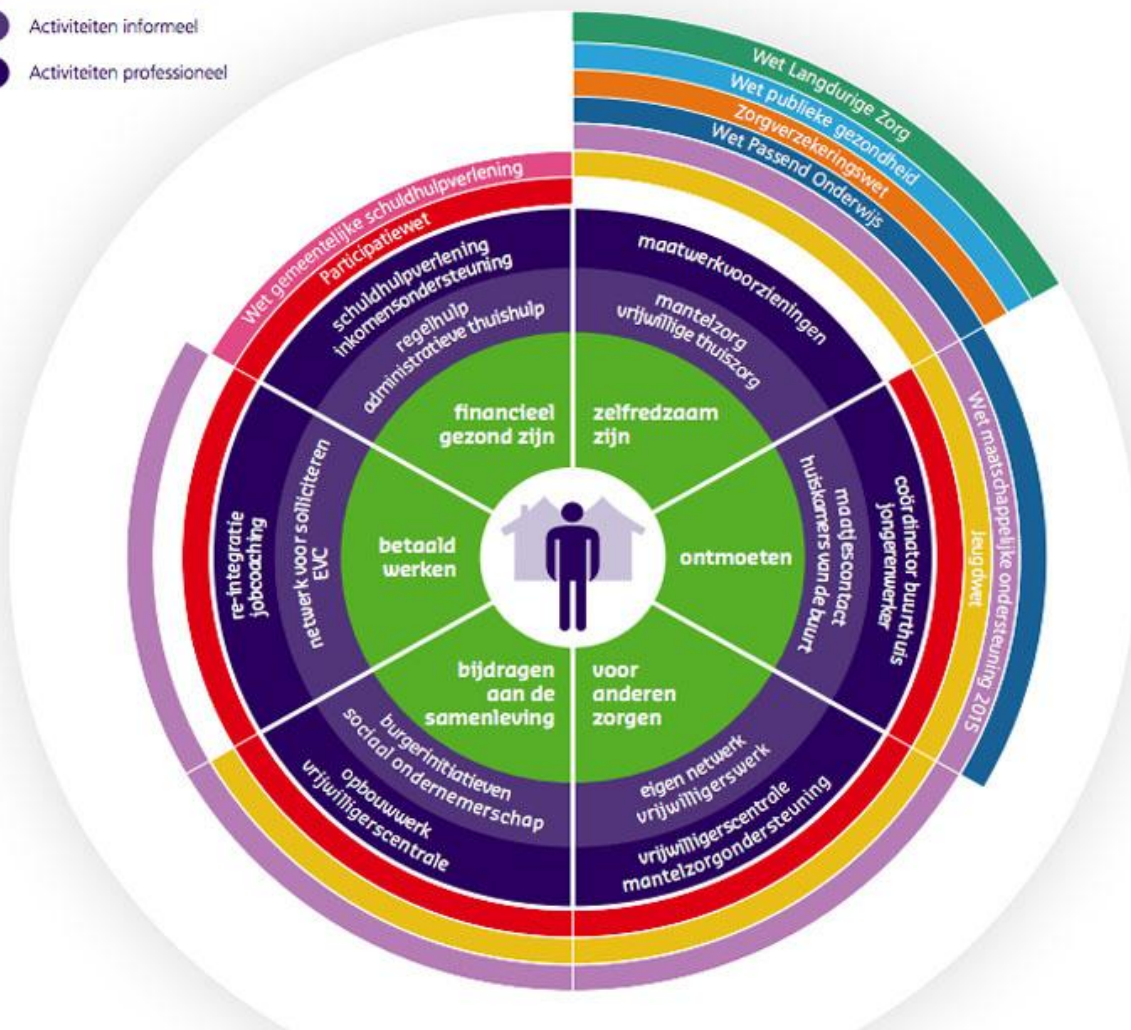 Activiteiten informeel
Activiteiten professioneel
Wet Langdurige Zorg
Wet publieke gezondheid
Zorgverzekeringswet
Wet Passend Onderwijs
Wet maatschappelijke ondersteuning 2015
Jeugdwet
Wet gemeentelijke schuldhulpverlening
Participatiewet
schuldhulpverlening
inkomensondersteuning
regelhulp
administratieve thuishulp
financieel
gezond zijn
maatwerkvoorzieningen
mantelzorg
vrijwillige thuiszorg
zelfredzaam
zijn
coördinator buurthuis
jongerenwerker
maatjescontact
huiskamers van de buurt
ontmoeten
voor
anderen
zorgen
eigen netwerk
vrijwilligerswerk
vrijwilligerscentrale
mantelzorgondersteuning
bijdragen
aan de
samenleving
burgerinitiatieven
sociaal ondernemerschap
opbouwwerk
vrijwilligerscentrale
betaald
werken
netwerk voor solliciteren
EVC
re-integratie
jobcoaching